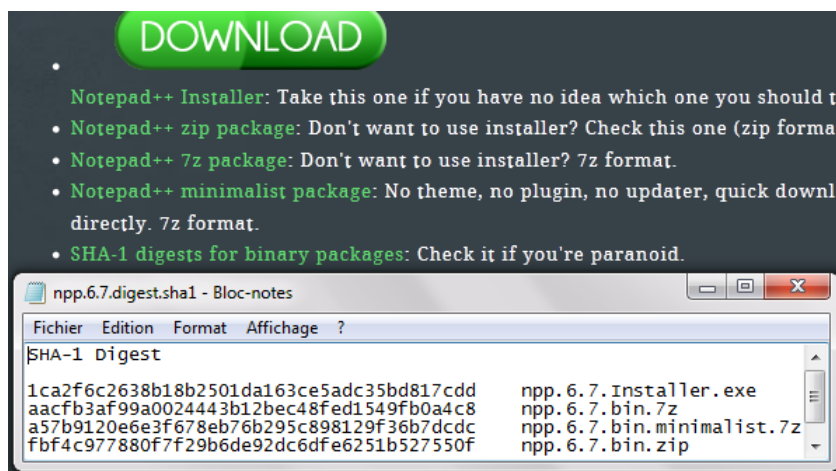 DOWNLOAD
Notepad++ Installer: Take this one if you have no idea which one you should
Notepad++ zip package: Don't want to use installer? Check this one (zip
Notepad++ 7z package: Don't want to use installer? 7z format.
Notepad++ minimalist package: No theme, no plugin, no updater, quick
directly. 7z format.
SHA-1 digests for binary packages: Check it if you're paranoid.
npp.6.7.digest.sha1 - Bloc-notes
Fichier Edition Format Affichage ?
SHA-1 Digest
1ca2f6c2638b18b2501da163ce5adc35bd817cdd npp.6.7.Installer.exe
aacfb3af99a0024443b12bec48fed1549fb0a4c8 npp.6.7.bin.7z
a57b9120e6e3f678eb76b295c898129f36b7dcdc npp.6.7.bin.minimalist.7z
fbf4c977880f7f29b6de92dc6dfe6251b527550f npp.6.7.bin.zip